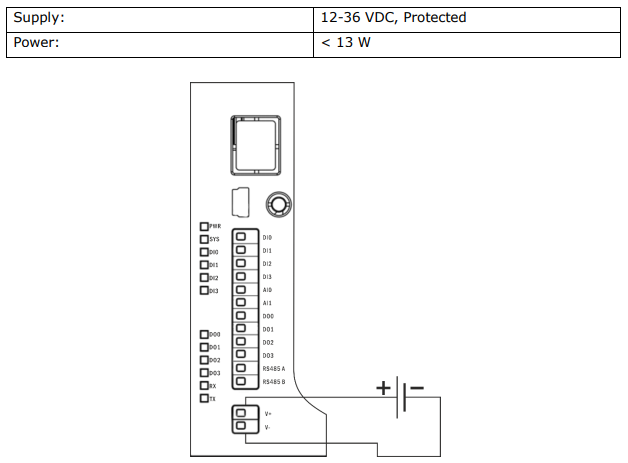 Supply: 12-36 VDC, Protected
Power: < 13 W
PWR
SYS
DI0
DI1
DI2
DI3
DO0
DO1
DO2
DO3
RX
TX
DI0
DI1
DI2
DI3
AI0
AI1
DO0
DO1
DO2
DO3
RS485 A
RS485 B
V+
V-
+ −